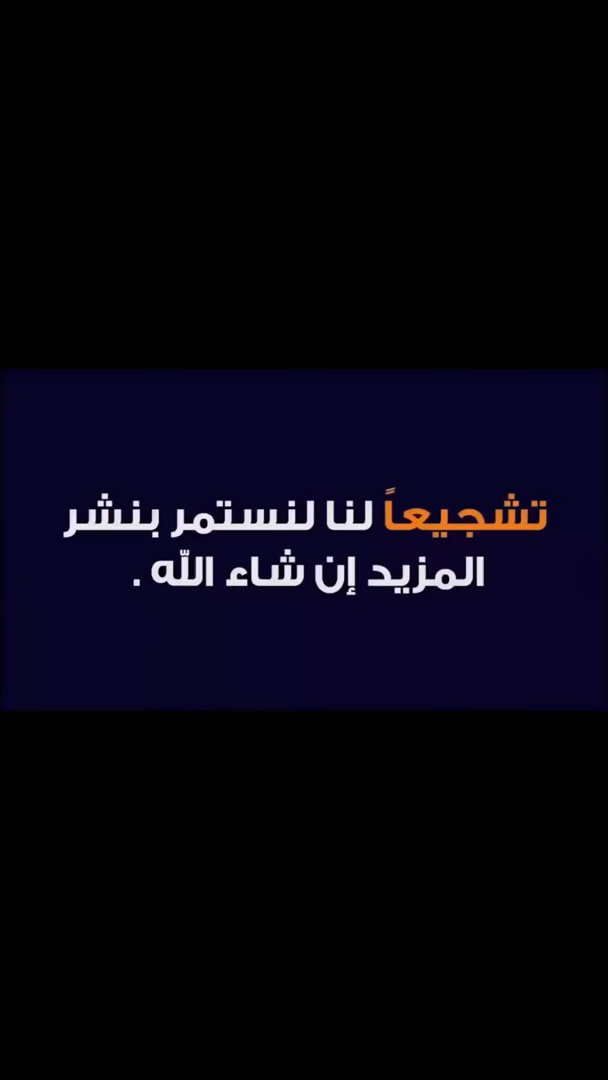 تشجيعاً لنا لنستمر بنشر
المزيد إن شاء الله .